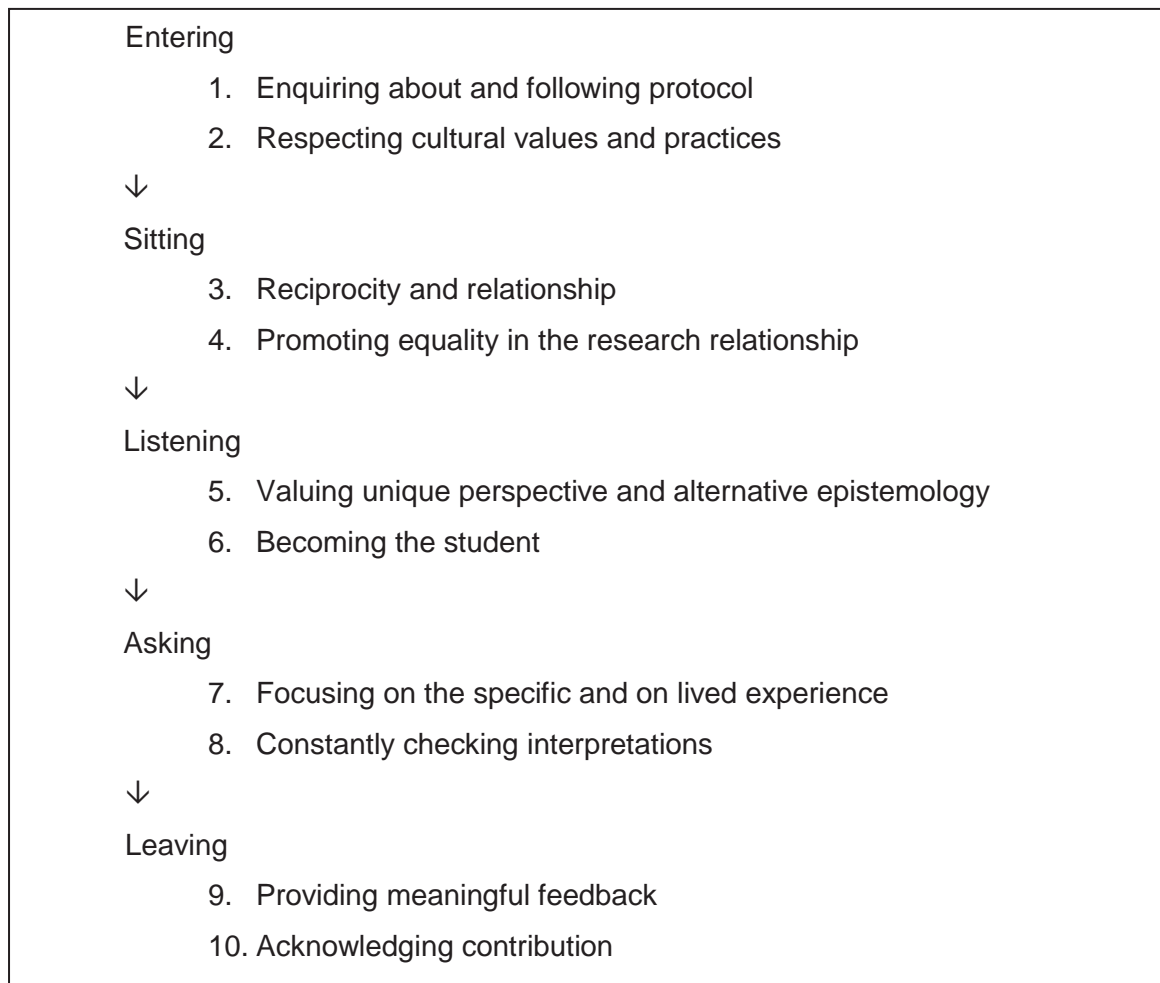 Entering
1. Enquiring about and following protocol
2. Respecting cultural values and practices
↓
Sitting
3. Reciprocity and relationship
4. Promoting equality in the research relationship
↓
Listening
5. Valuing unique perspective and alternative epistemology
6. Becoming the student
↓
Asking
7. Focusing on the specific and on lived experience
8. Constantly checking interpretations
↓
Leaving
9. Providing meaningful feedback
10. Acknowledging contribution